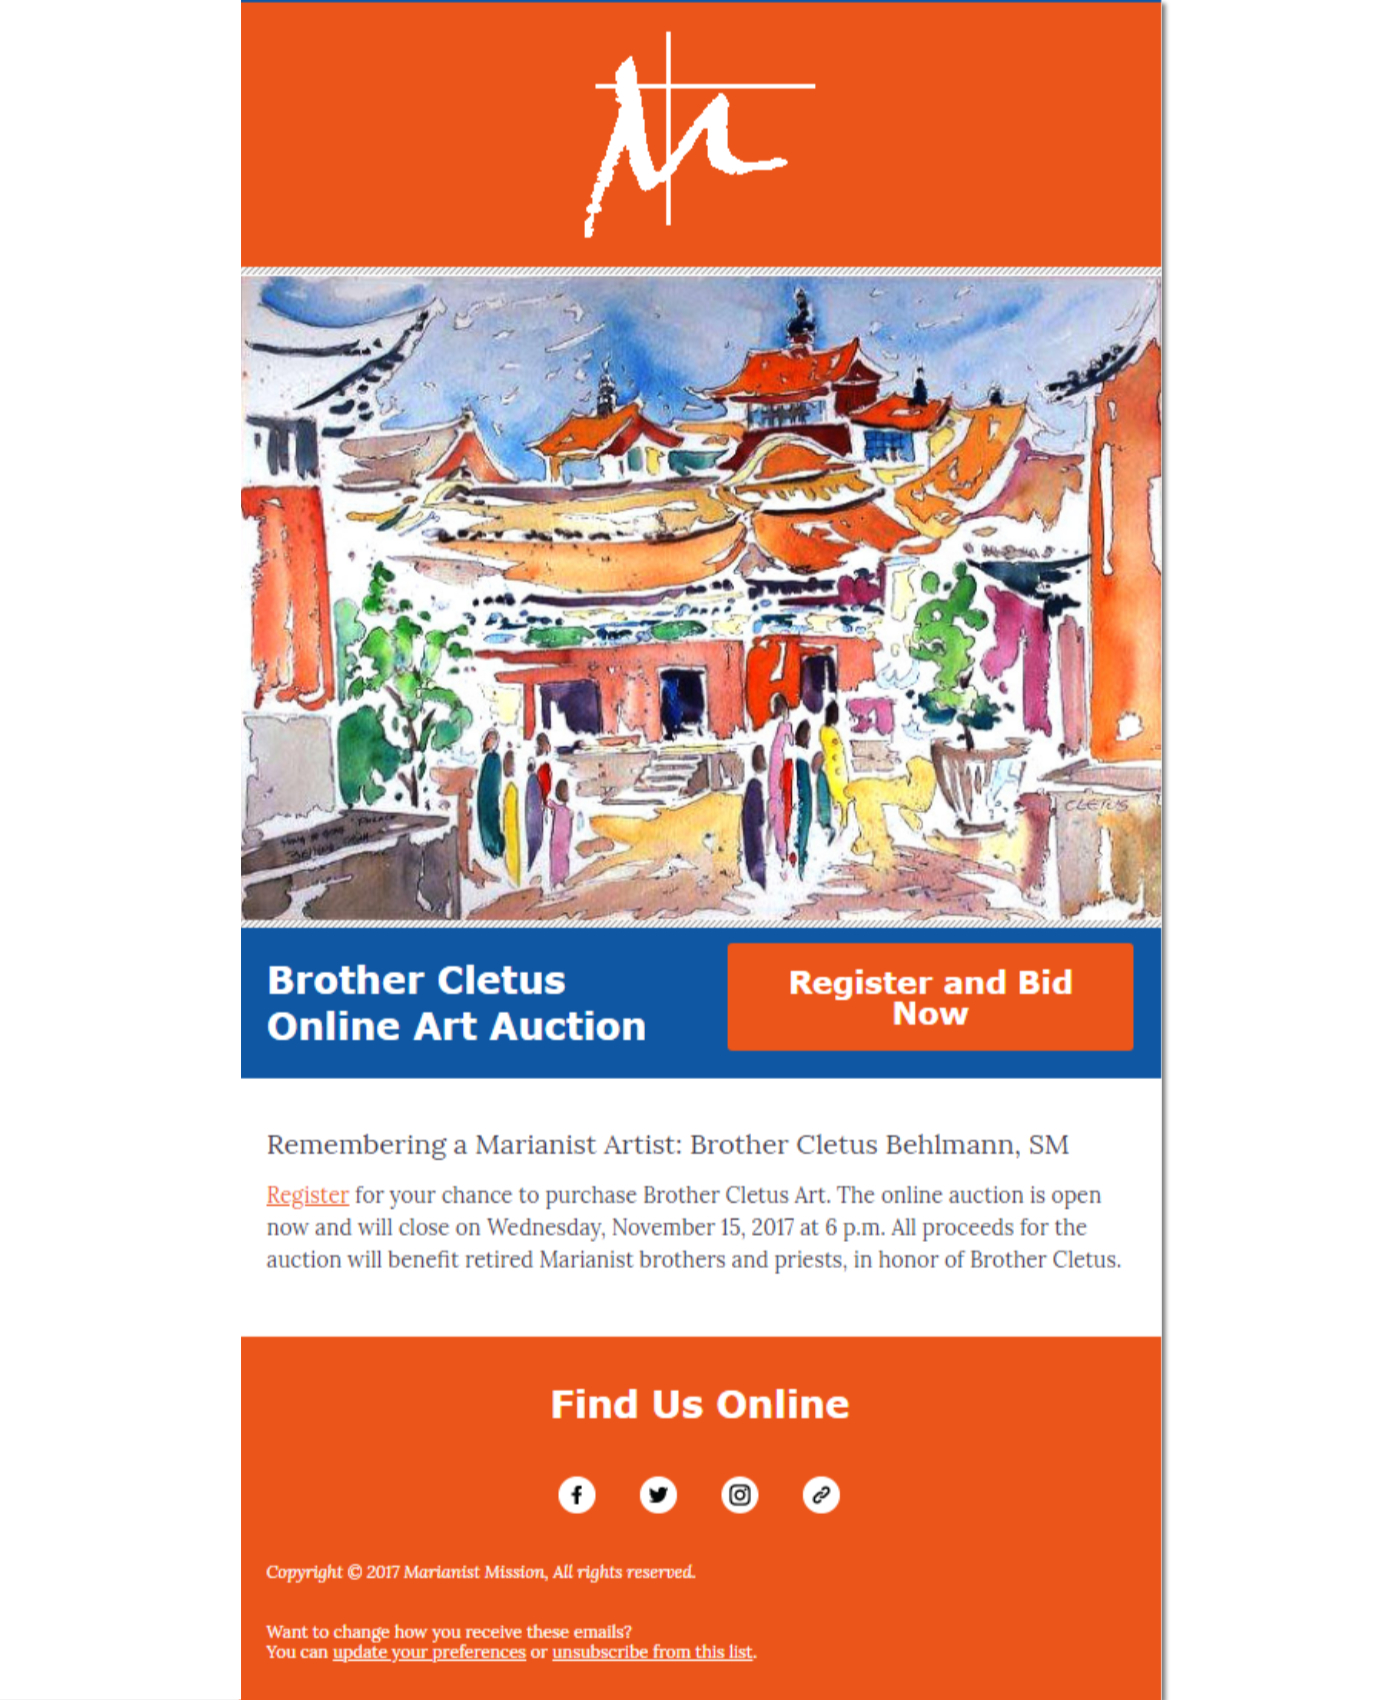 CLETUS
Brother Cletus
Online Art Auction
Register and Bid
Now
Remembering a Marianist Artist: Brother Cletus Behlmann, SM
Register for your chance to purchase Brother Cletus Art. The online auction is open
now and will close on Wednesday, November 15, 2017 at 6 p.m. All proceeds for the
auction will benefit retired Marianist brothers and priests, in honor of Brother Cletus.
Find Us Online
Copyright © 2017 Marianist Mission, All rights reserved.
Want to change how you receive these emails?
You can update your preferences or unsubscribe from this list.